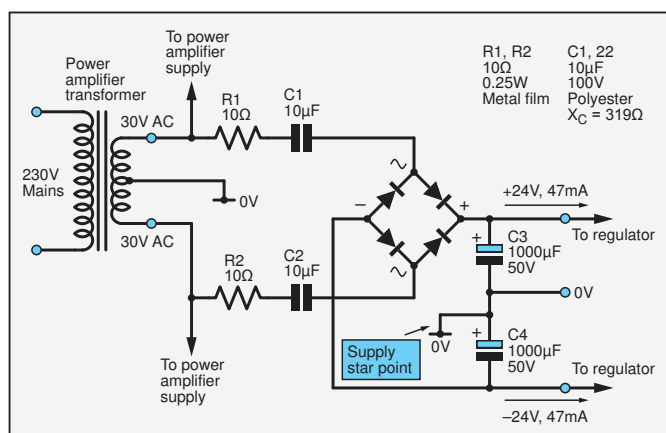 Power
amplifier
transformer
To power
amplifier
supply
30V AC
230V
Mains
30V AC
0V
R1
10Ω
C1
10µF
R1, R2
10Ω
0.25W
Metal film
C1, 22
10µF
100V
Polyester
XC = 319Ω
R2
10Ω
C2
10µF
To power
amplifier
supply
~
–
+
~
+24V, 47mA
To regulator
+
C3
1000µF
50V
0V
0V
Supply
star point
+
C4
1000µF
50V
To regulator
–24V, 47mA